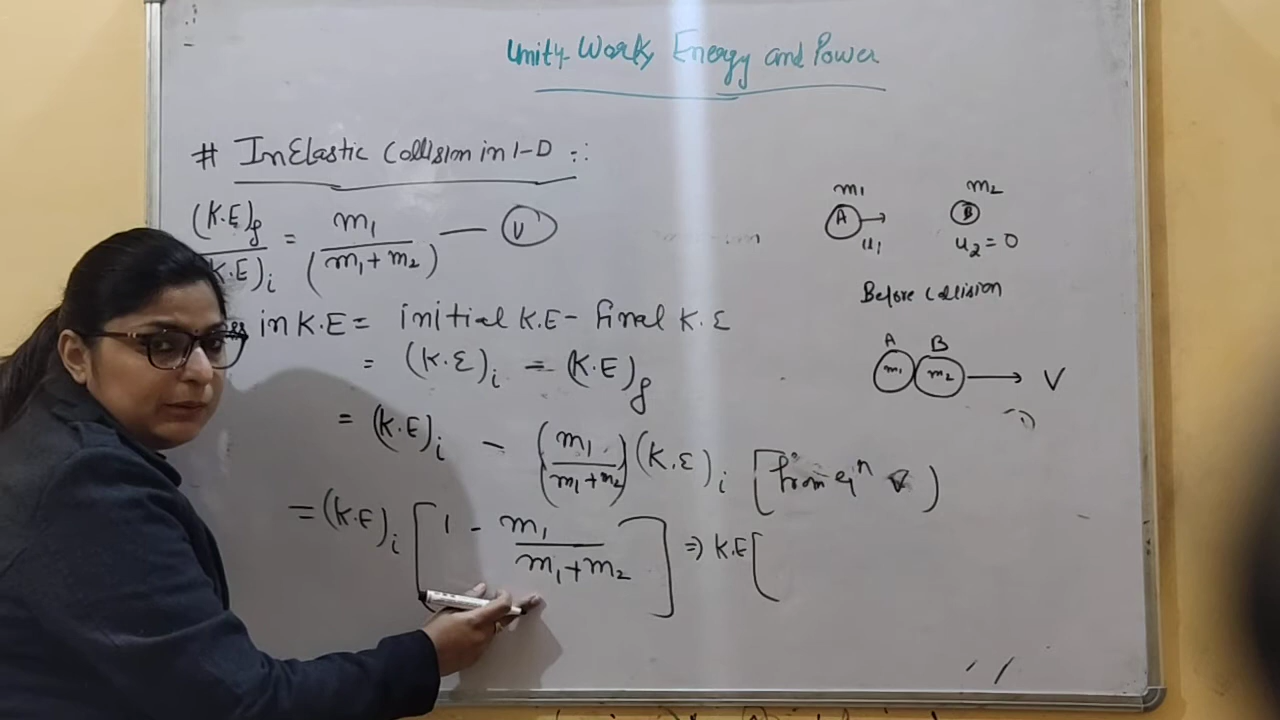 Unit 4- Work, Energy and Power
# InElastic Collision in 1-D :-
(K.E)f / K.E)i = m1 / (m1 + m2) — V
in K.E = initial K.E - final K.E
= (K.E)i - (K.E)f
= (K.E)i - (m1 / m1 + m2) (K.E)i [from eqn V)
= (K.E)i [1 - m1 / m1 + m2] ⇒ K.E [
m1 m2
A B
u1 u2 = 0
Before collision
A B
m1 m2 V